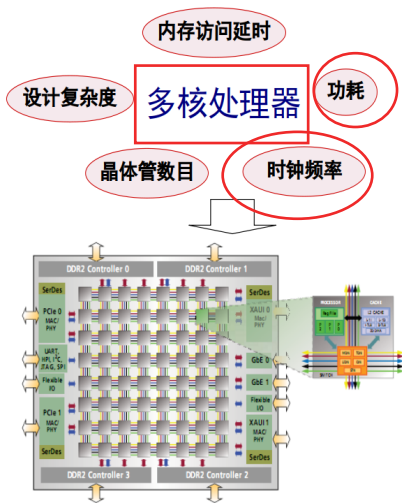 内存访问延时
设计复杂度
多核处理器
功耗
晶体管数目
时钟频率
DDR2 Controller 0
DDR2 Controller 1
SerDes
PCIe 0
MAC/
PHY
UART,
HPI, I²C,
JTAG, SPI
Flexible
I/O
PCIe 1
MAC/
PHY
SerDes
SerDes
XAUI 0
Mac/
PHY
GbE 0
GbE 1
Flexible
I/O
XAUI 1
MAC/
PHY
SerDes
DDR2 Controller 3
DDR2 Controller 2
PROCESSOR
CACHE
Reg File
L2 CACHE
SWITCH